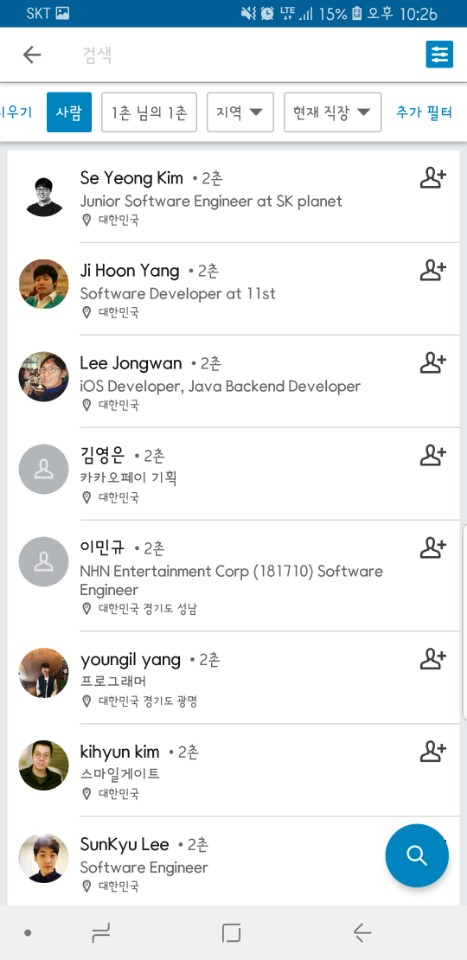 SKT LTE 15% 오후 10:26
검색
사람 1촌 님의 1촌 지역 현재 직장 추가 필터
Se Yeong Kim • 2촌
Junior Software Engineer at SK planet
대한민국
Ji Hoon Yang • 2촌
Software Developer at 11st
대한민국
Lee Jongwan • 2촌
iOS Developer, Java Backend Developer
대한민국
김영은 • 2촌
카카오페이 기획
대한민국
이민규 • 2촌
NHN Entertainment Corp (181710) Software
Engineer
대한민국 경기도 성남
youngil yang • 2촌
프로그래머
대한민국 경기도 광명
kihyun kim • 2촌
스마일게이트
대한민국
SunKyu Lee • 2촌
Software Engineer
대한민국